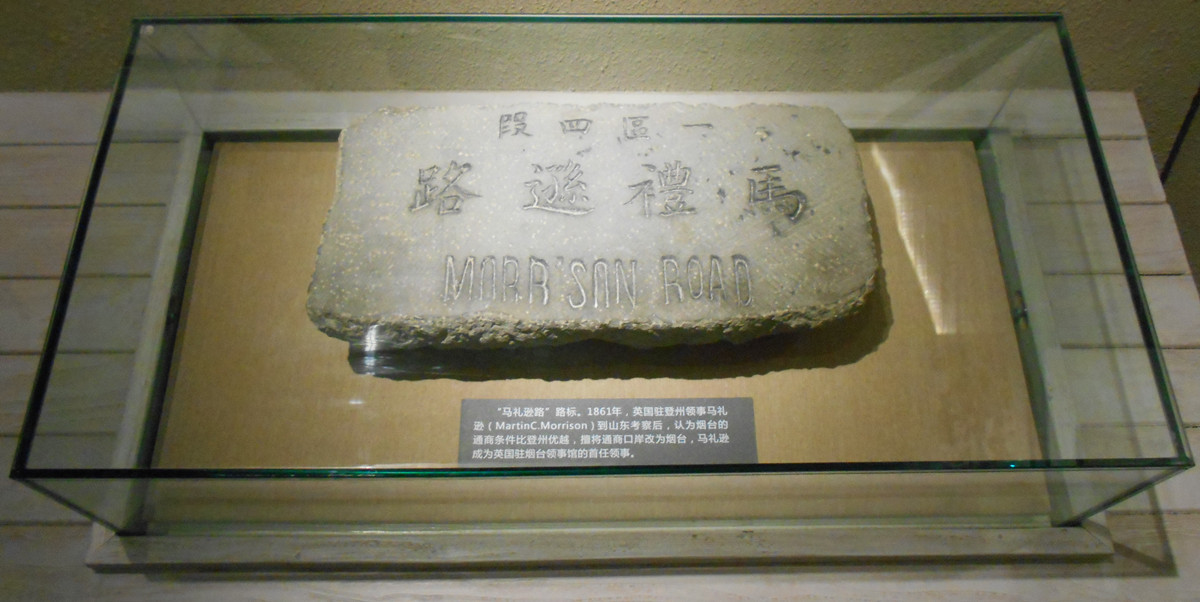 一區四段
馬禮遜路
MORRISON ROAD
“马礼逊路”路标。1861年，英国驻登州领事马礼
逊（MartinC.Morrison）到山东考察后，认为烟台的
通商条件比登州优越，擅将通商口岸改为烟台，马礼逊
成为英国驻烟台领事馆的首任领事。